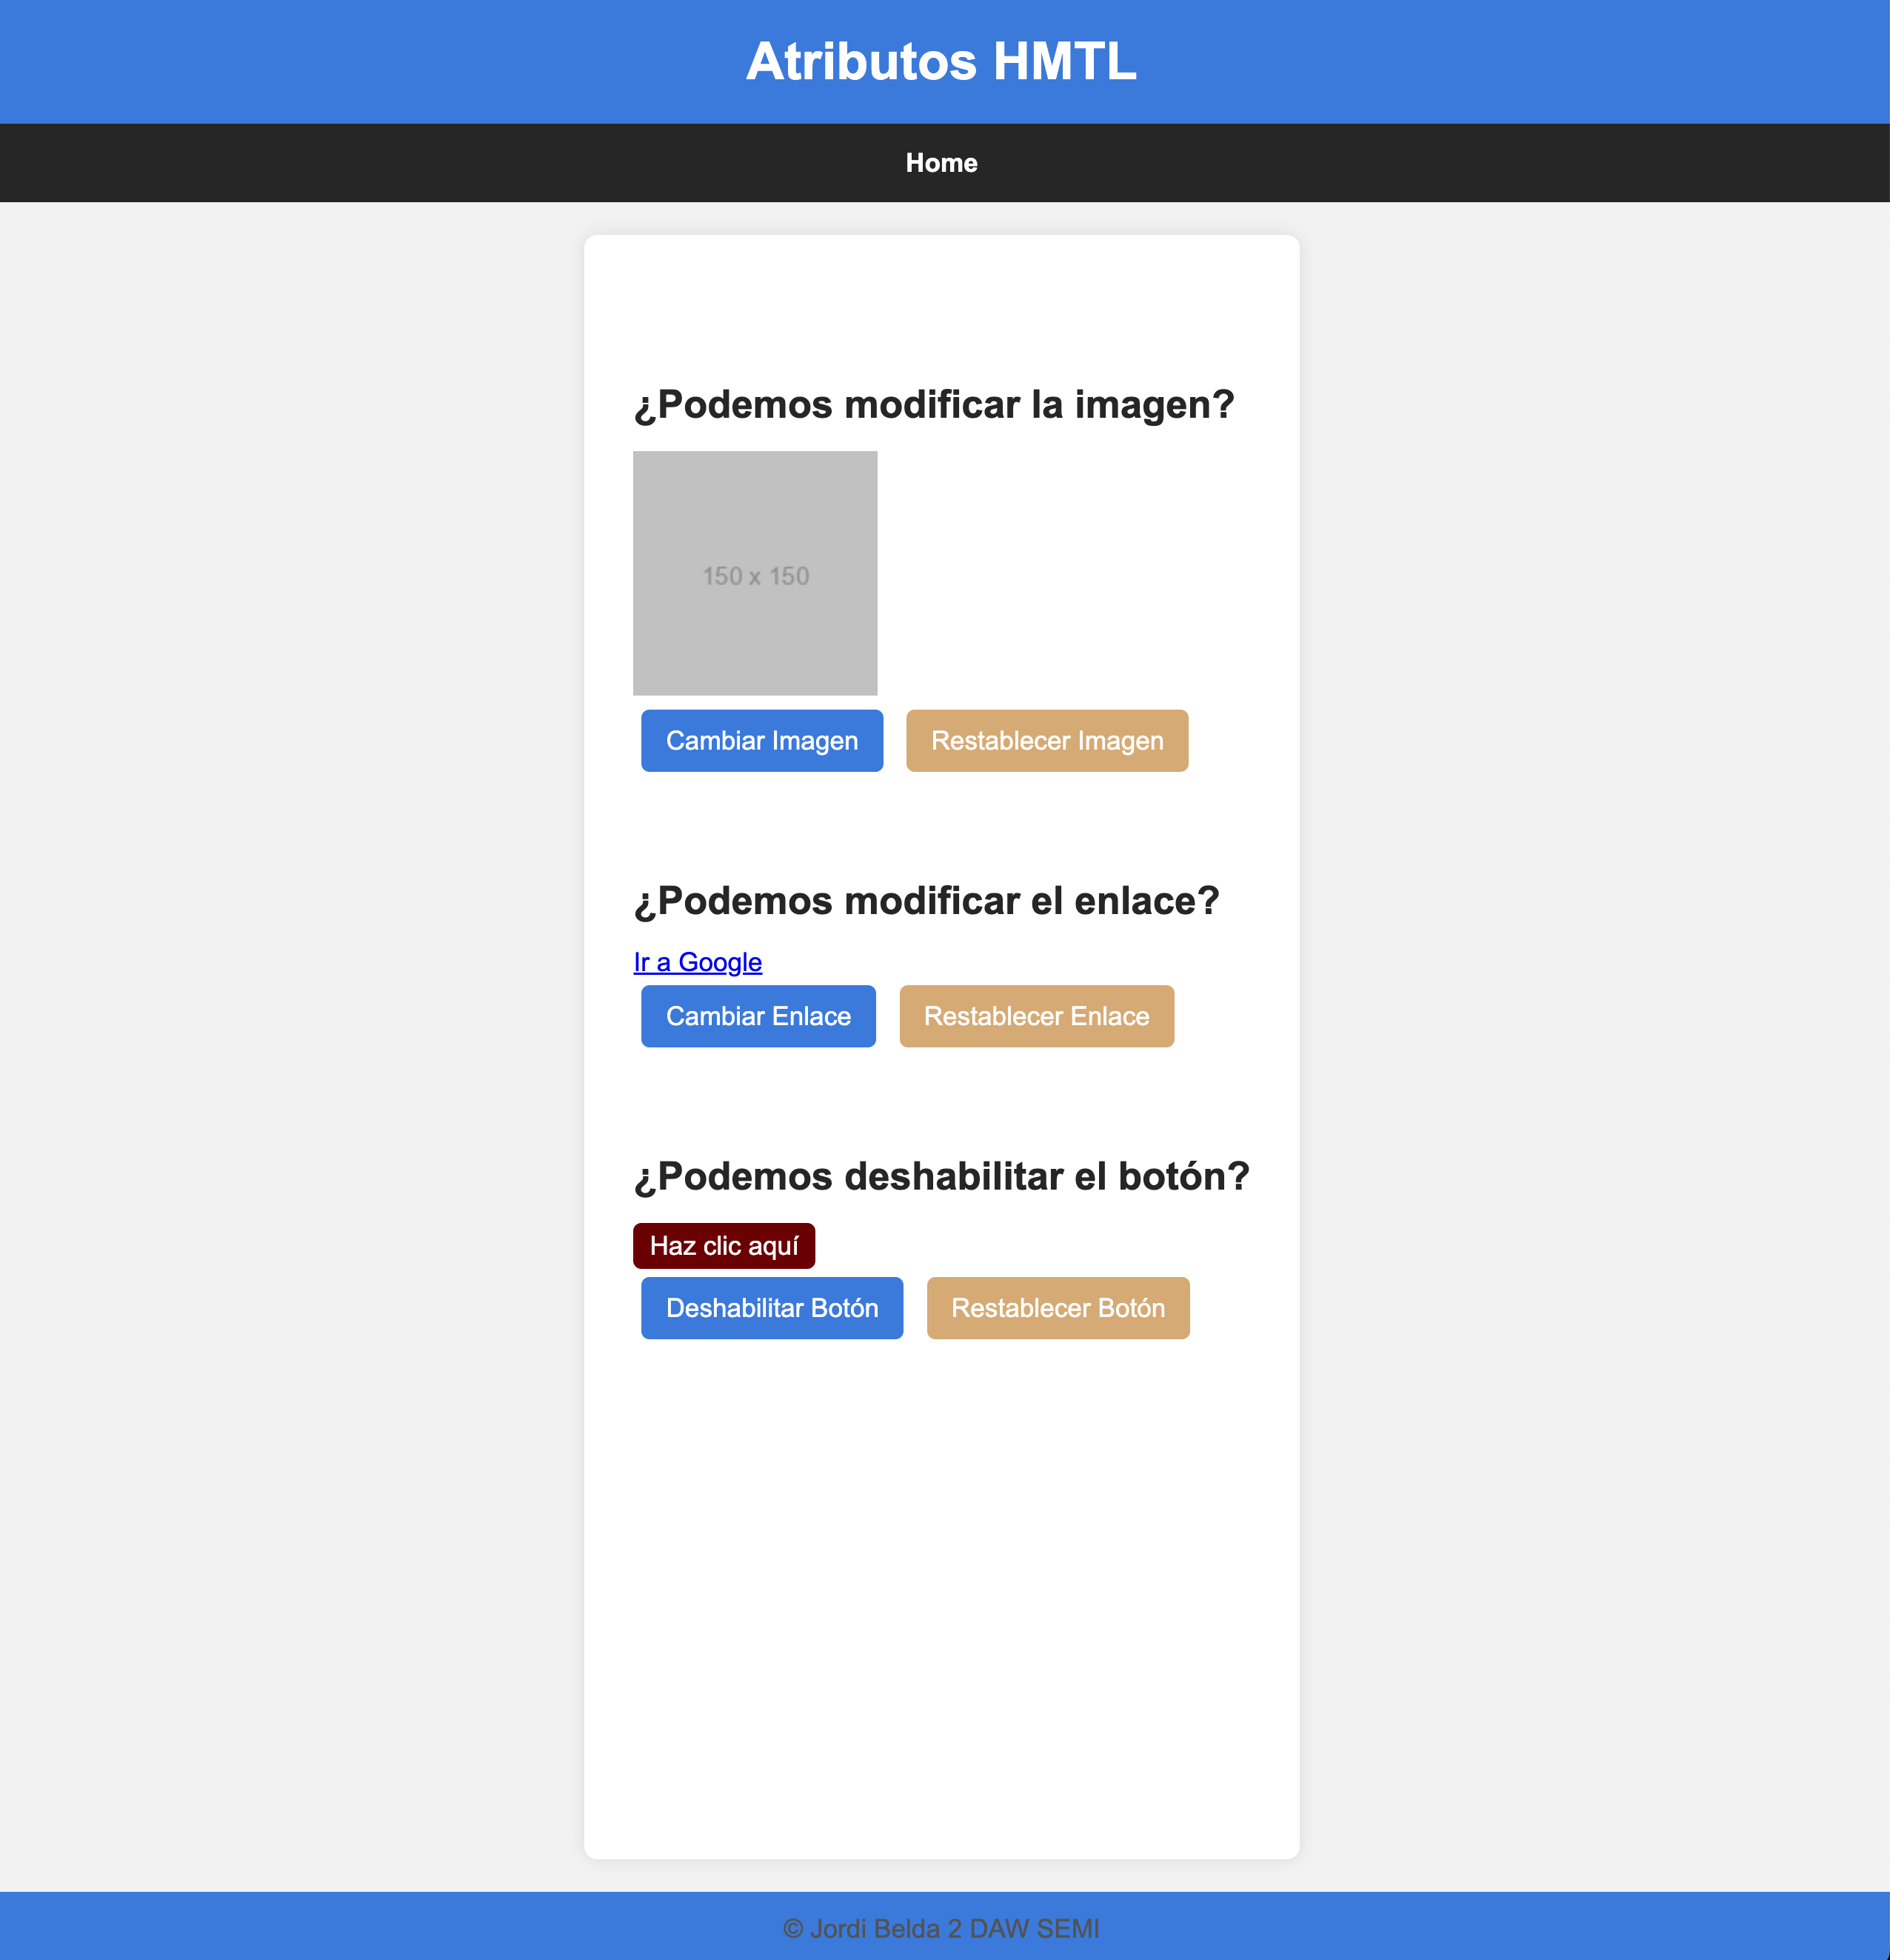 Atributos HMTL
Home
¿Podemos modificar la imagen?
150 x 150
Cambiar Imagen Restablecer Imagen
¿Podemos modificar el enlace?
Ir a Google
Cambiar Enlace Restablecer Enlace
¿Podemos deshabilitar el botón?
Haz clic aquí
Deshabilitar Botón Restablecer Botón
© Jordi Belda 2 DAW SEMI